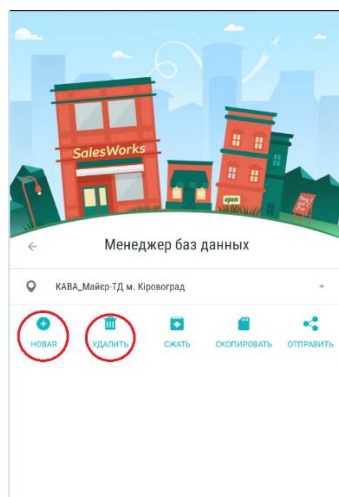 SalesWorks
open
Менеджер баз данных
КАВА_Майєр-ТД м. Кіровоград
НОВАЯ
УДАЛИТЬ
СЖАТЬ
СКОПИРОВАТЬ
ОТПРАВИТЬ